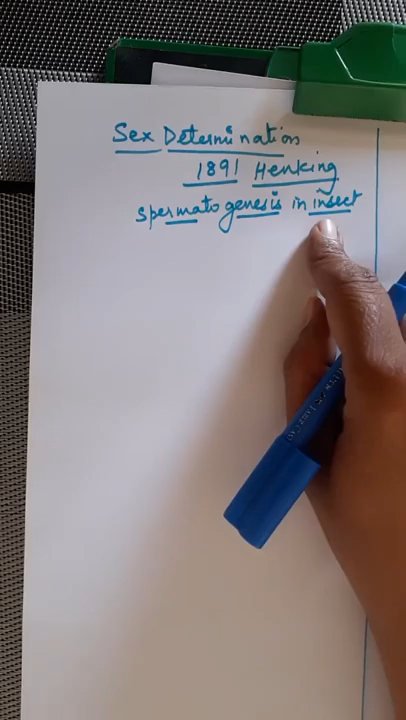 Sex Determination
1891 Henking
Spermatogenesis in insect